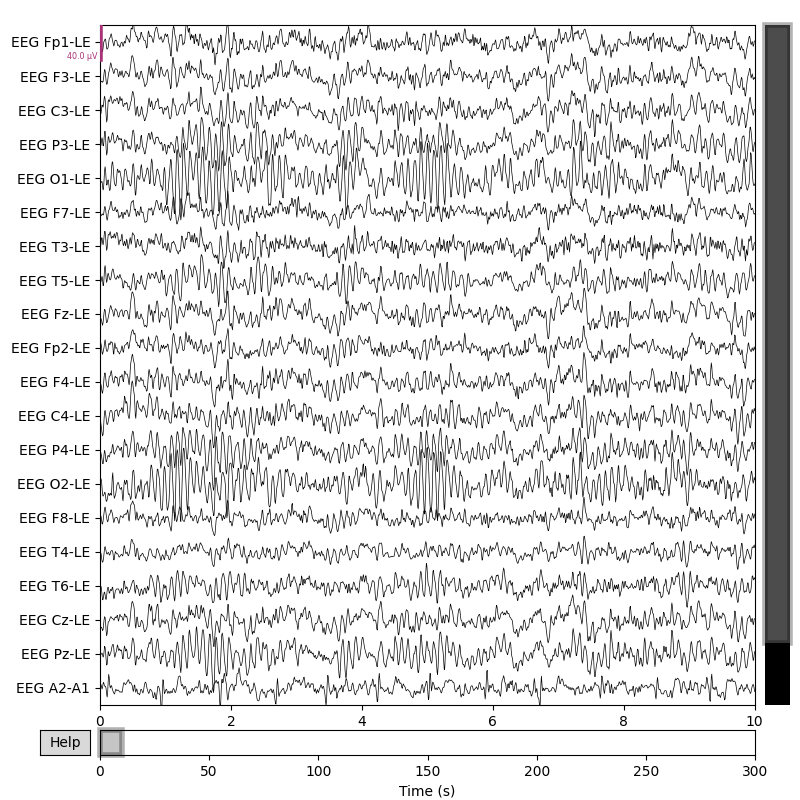 EEG Fp1-LE
40.0 µV
EEG F3-LE
EEG C3-LE
EEG P3-LE
EEG O1-LE
EEG F7-LE
EEG T3-LE
EEG T5-LE
EEG Fz-LE
EEG Fp2-LE
EEG F4-LE
EEG C4-LE
EEG P4-LE
EEG O2-LE
EEG F8-LE
EEG T4-LE
EEG T6-LE
EEG Cz-LE
EEG Pz-LE
EEG A2-A1
0 2 4 6 8 10
Help
0 50 100 150 200 250 300
Time (s)